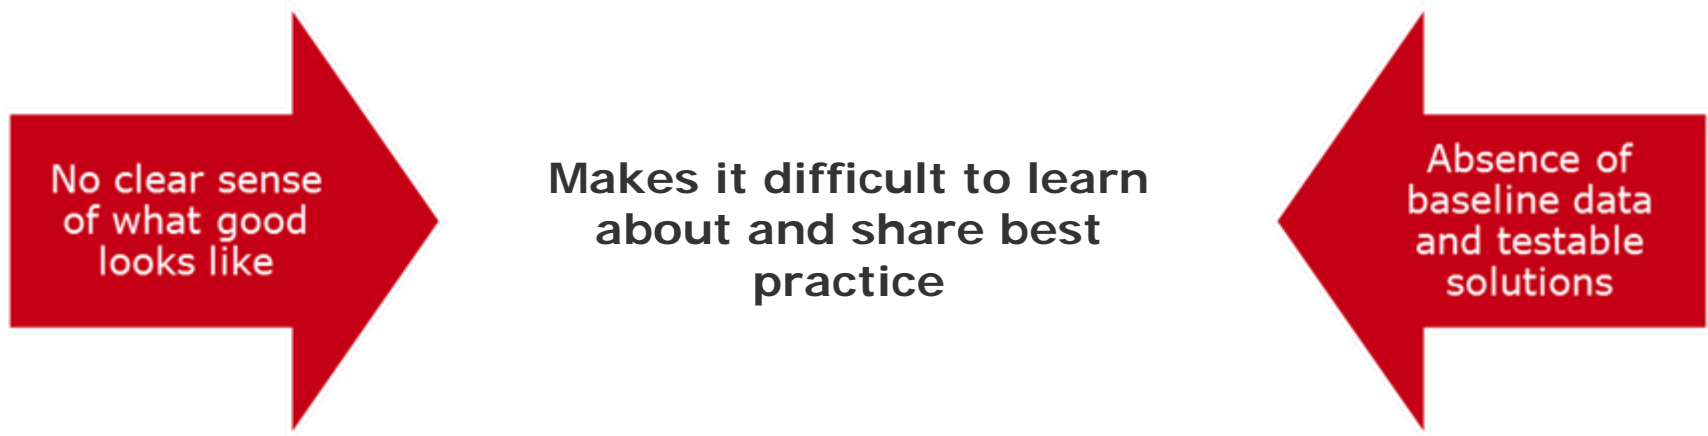 No clear sense
of what good
looks like
Makes it difficult to learn
about and share best
practice
Absence of
baseline data
and testable
solutions